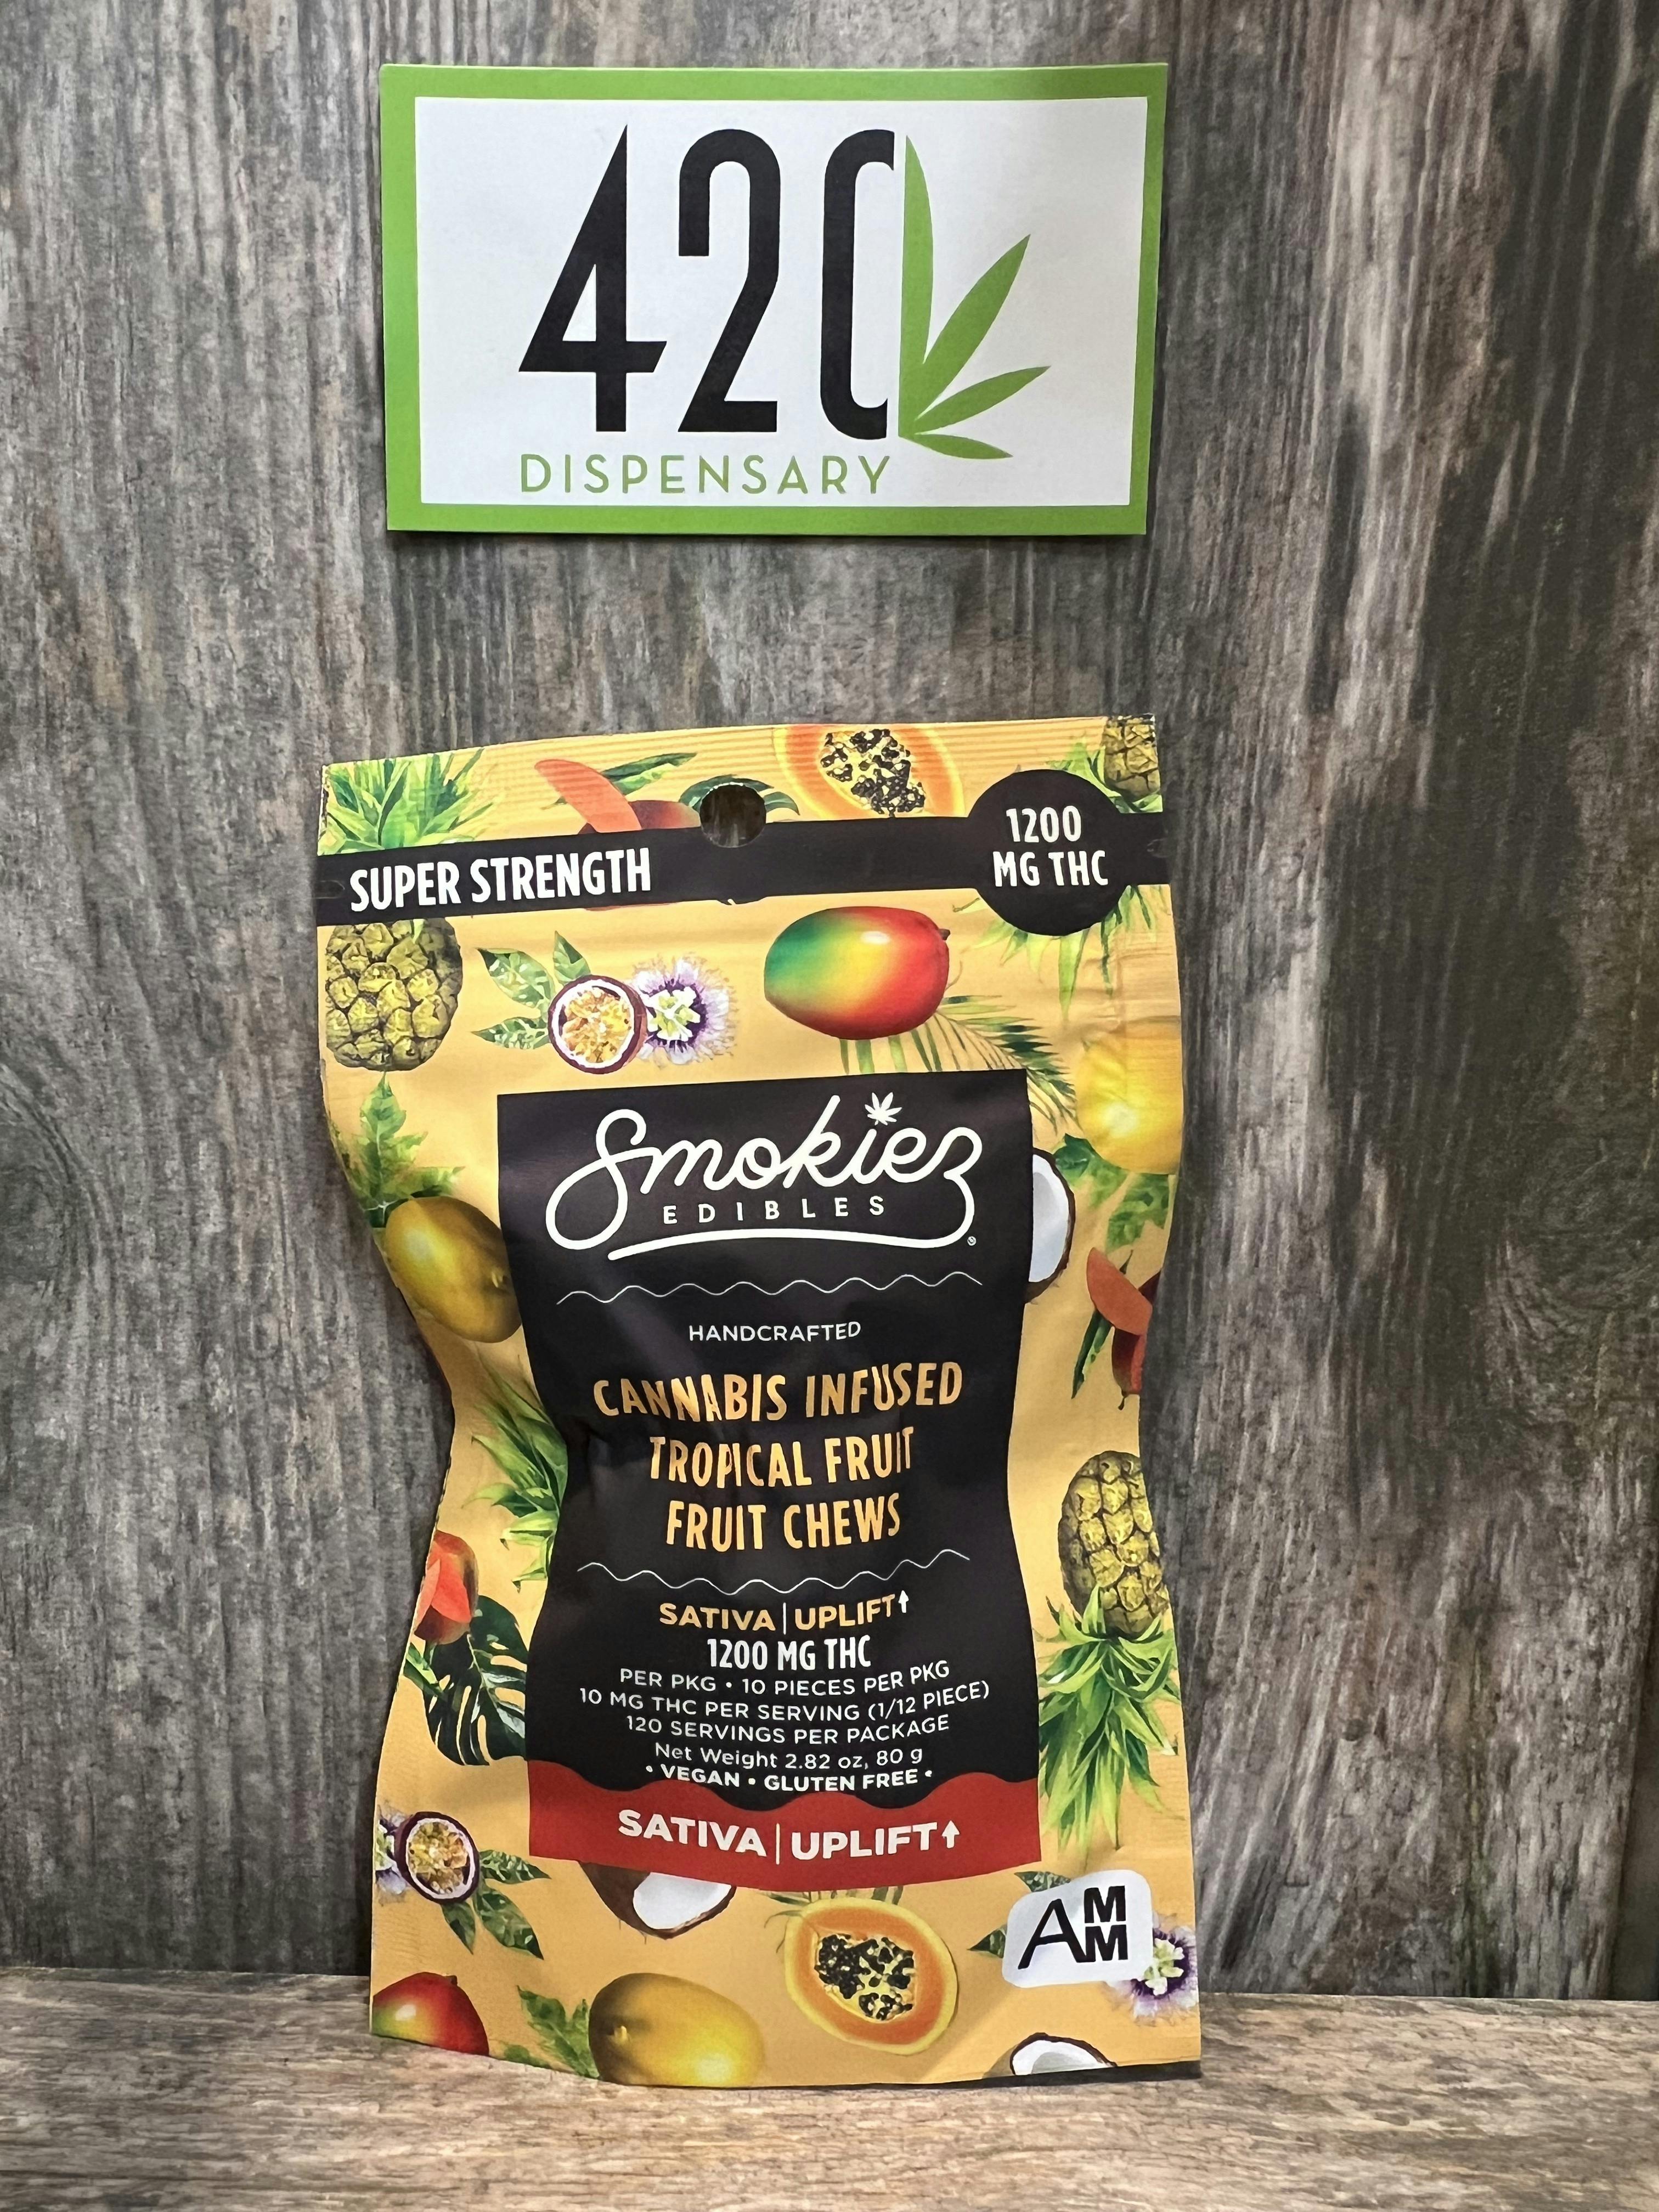 420
DISPENSARY
SUPER STRENGTH
1200
MG THC
Smokiez
EDIBLES
HANDCRAFTED
CANNABIS INFUSED
TROPICAL FRUIT
FRUIT CHEWS
SATIVA | UPLIFT↑
1200 MG THC
PER PKG • 10 PIECES PER PKG
10 MG THC PER SERVING (1/12 PIECE)
120 SERVINGS PER PACKAGE
Net Weight 2.82 oz, 80 g
• VEGAN • GLUTEN FREE •
SATIVA | UPLIFT↑
AMM